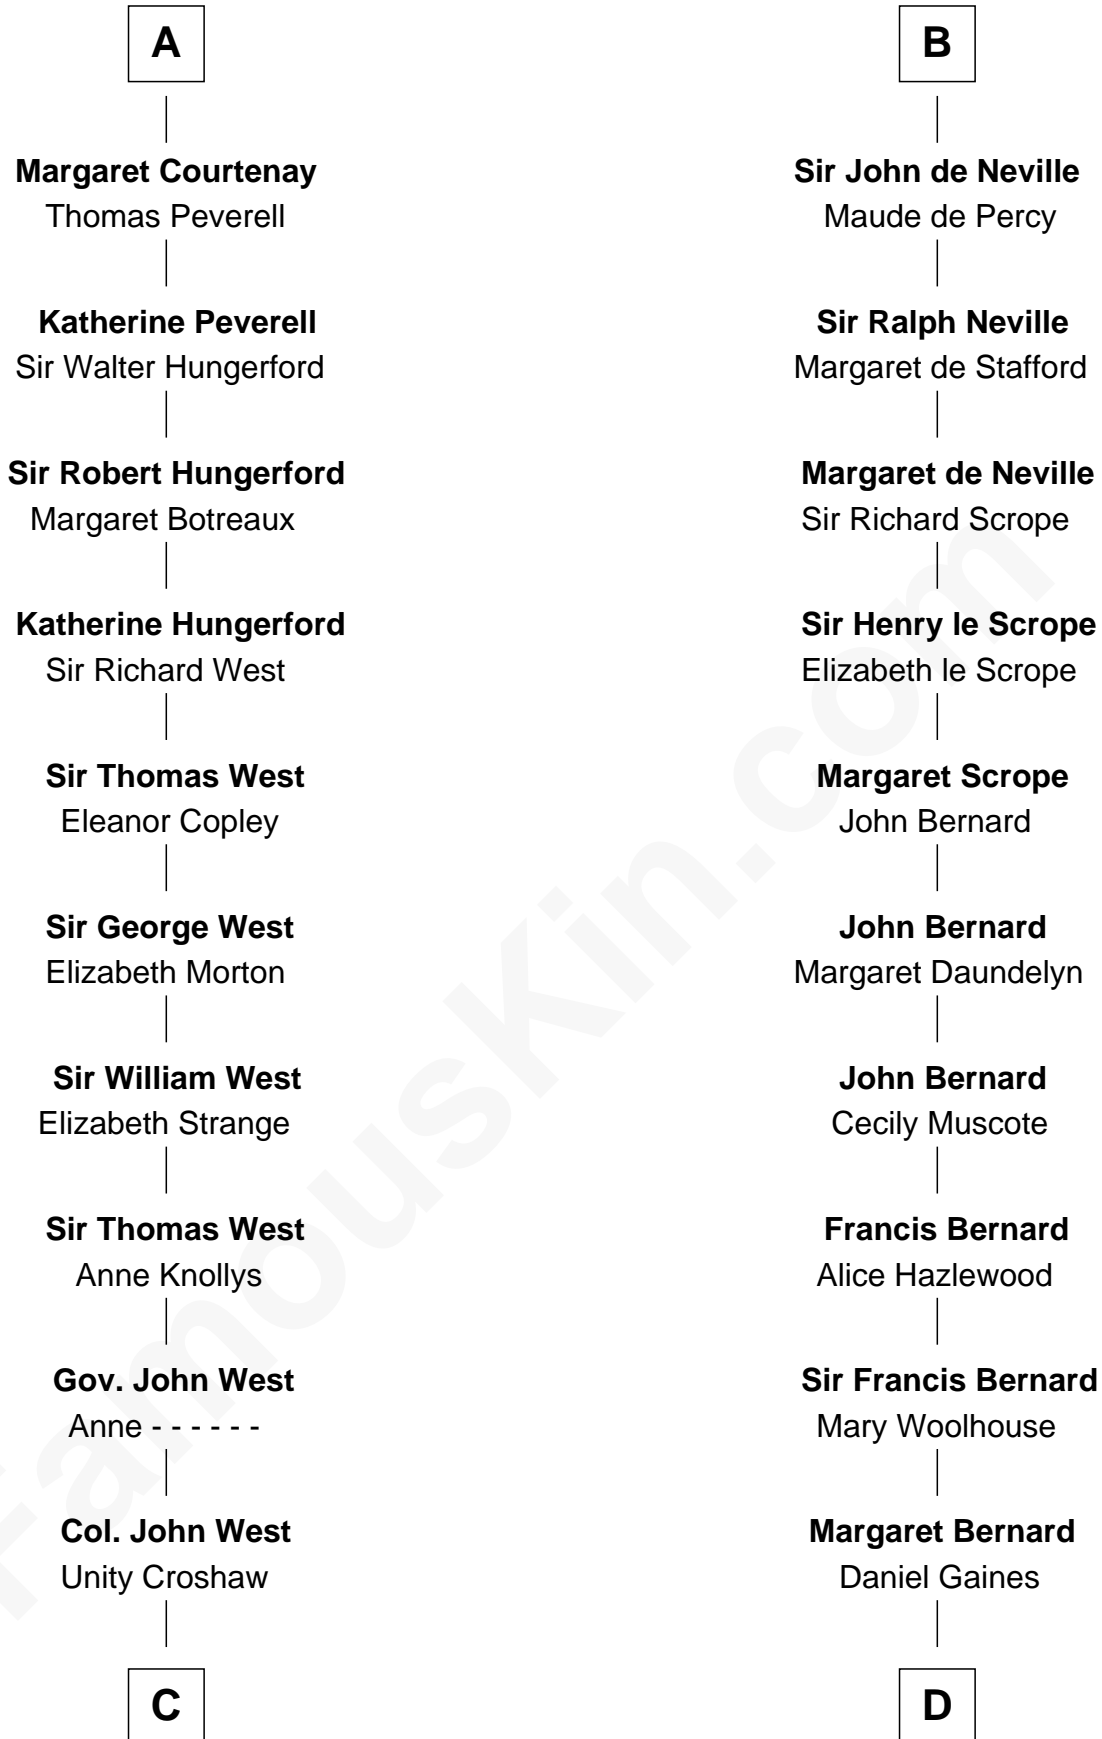 A
Margaret Courtenay
Thomas Peverell
Katherine Peverell
Sir Walter Hungerford
Sir Robert Hungerford
Margaret Botreaux
Katherine Hungerford
Sir Richard West
Sir Thomas West
Eleanor Copley
Sir George West
Elizabeth Morton
Sir William West
Elizabeth Strange
Sir Thomas West
Anne Knollys
Gov. John West
Anne - - - - - -
Col. John West
Unity Croshaw
C
B
Sir John de Neville
Maude de Percy
Sir Ralph Neville
Margaret de Stafford
Margaret de Neville
Sir Richard Scrope
Sir Henry le Scrope
Elizabeth le Scrope
Margaret Scrope
John Bernard
John Bernard
Margaret Daundelyn
John Bernard
Cecily Muscote
Francis Bernard
Alice Hazlewood
Sir Francis Bernard
Mary Woolhouse
Margaret Bernard
Daniel Gaines
D
FamousKin.com